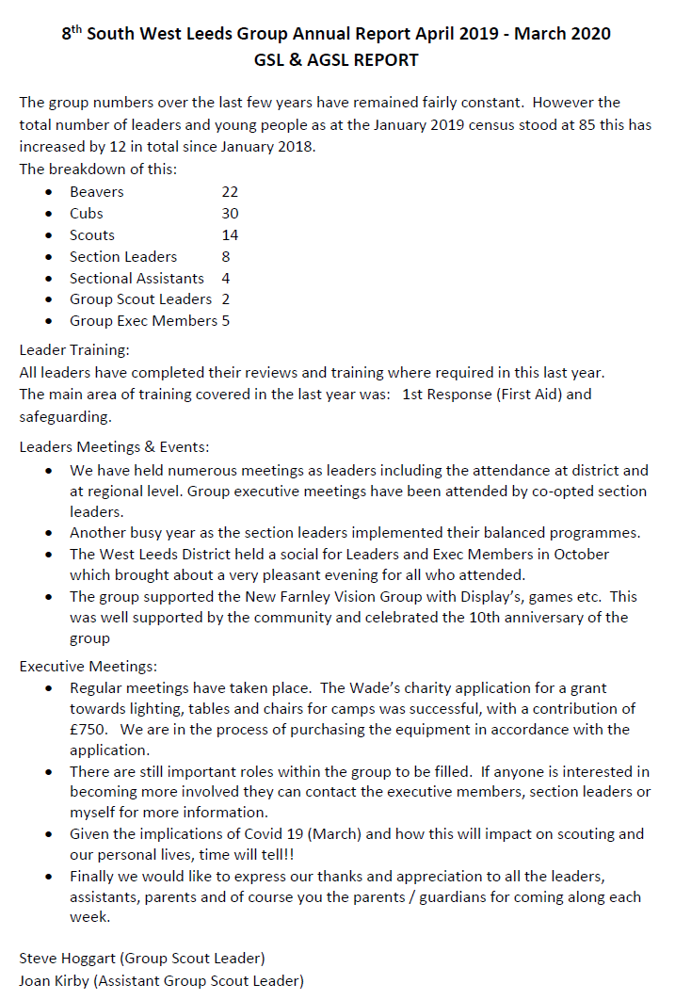 8th South West Leeds Group Annual Report April 2019 - March 2020
GSL & AGSL REPORT
The group numbers over the last few years have remained fairly constant.  However the
total number of leaders and young people as at the January 2019 census stood at 85 this has
increased by 12 in total since January 2018.
The breakdown of this:
• Beavers 22
• Cubs 30
• Scouts 14
• Section Leaders 8
• Sectional Assistants 4
• Group Scout Leaders 2
• Group Exec Members 5
Leader Training:
All leaders have completed their reviews and training where required in this last year.
The main area of training covered in the last year was:   1st Response (First Aid) and
safeguarding.
Leaders Meetings & Events:
• We have held numerous meetings as leaders including the attendance at district and
at regional level. Group executive meetings have been attended by co-opted section
leaders.
• Another busy year as the section leaders implemented their balanced programmes.
• The West Leeds District held a social for Leaders and Exec Members in October
which brought about a very pleasant evening for all who attended.
• The group supported the New Farnley Vision Group with Display's, games etc.  This
was well supported by the community and celebrated the 10th anniversary of the
group
Executive Meetings:
• Regular meetings have taken place.  The Wade's charity application for a grant
towards lighting, tables and chairs for camps was successful, with a contribution of
£750.   We are in the process of purchasing the equipment in accordance with the
application.
• There are still important roles within the group to be filled.  If anyone is interested in
becoming more involved they can contact the executive members, section leaders or
myself for more information.
• Given the implications of Covid 19 (March) and how this will impact on scouting and
our personal lives, time will tell!!
• Finally we would like to express our thanks and appreciation to all the leaders,
assistants, parents and of course you the parents / guardians for coming along each
week.
Steve Hoggart (Group Scout Leader)
Joan Kirby (Assistant Group Scout Leader)